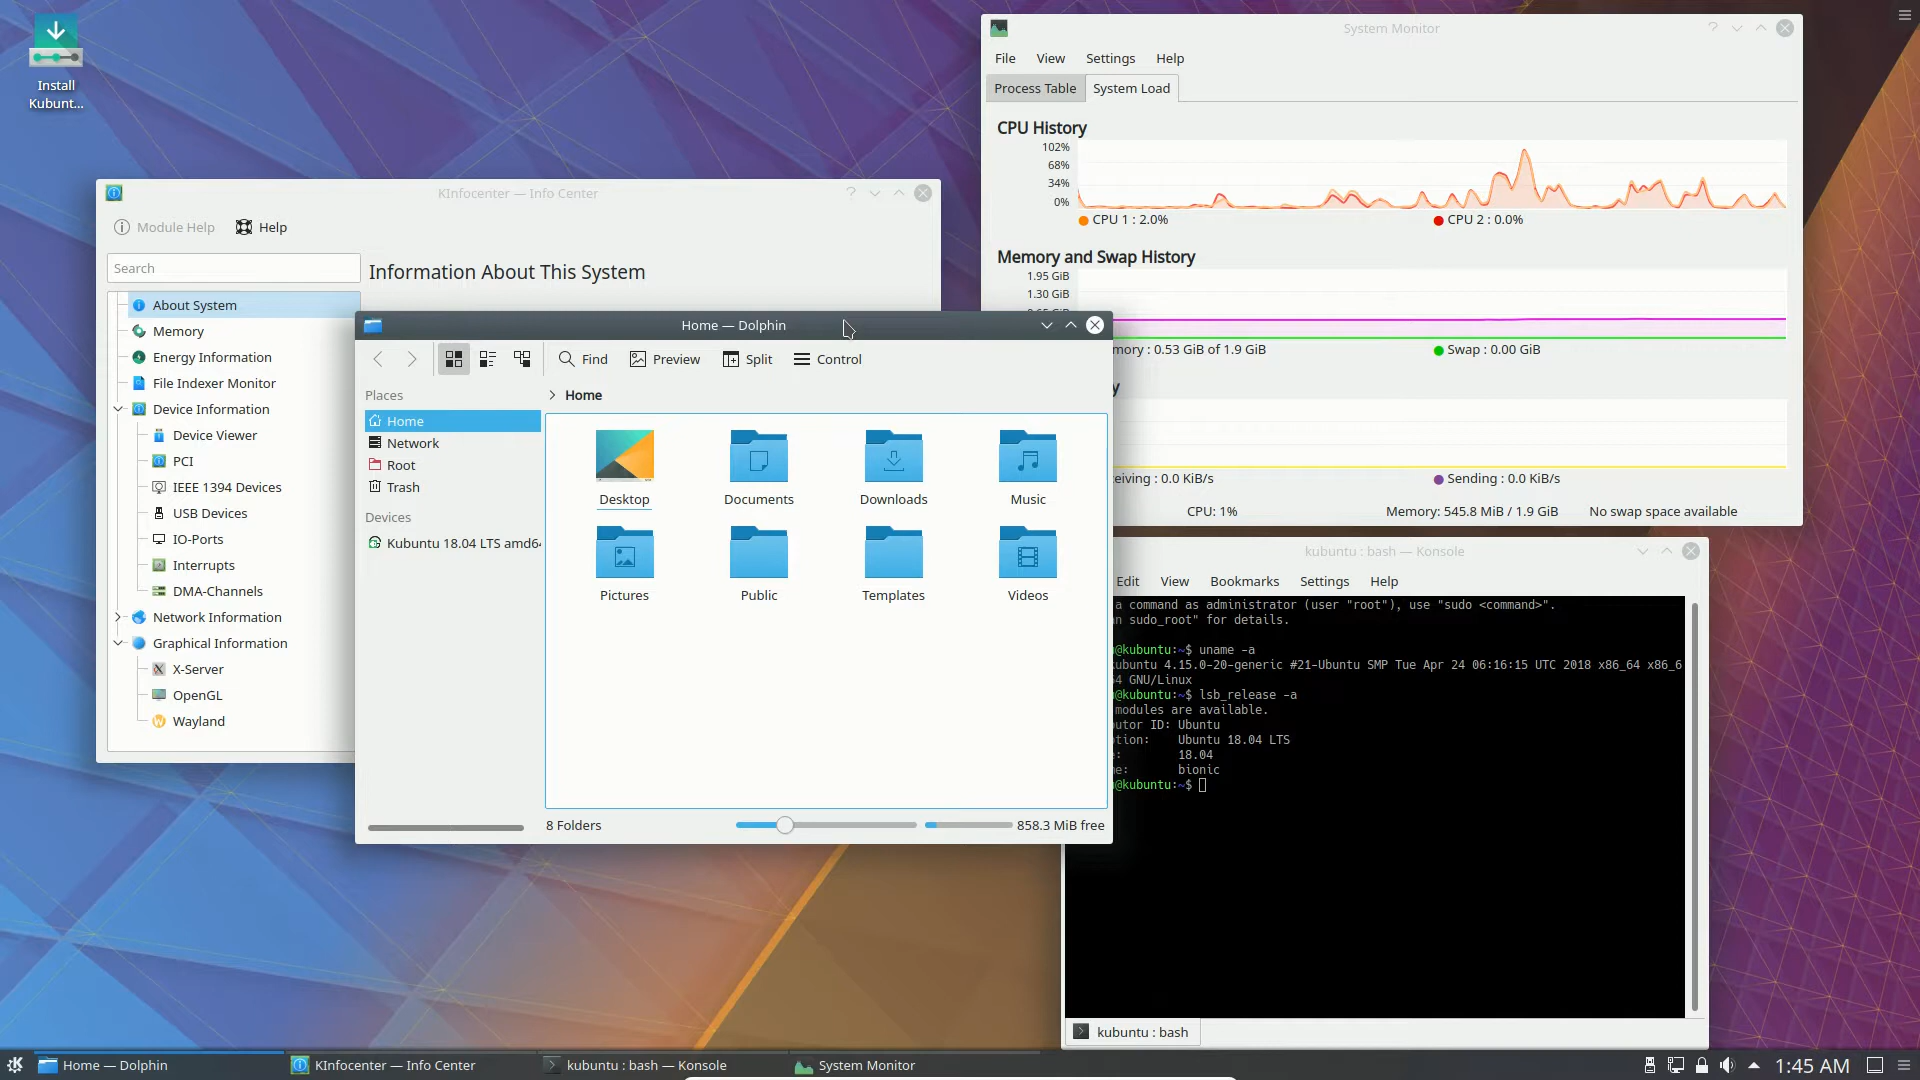 Install
Kubunt...
System Monitor
File View Settings Help
Process Table System Load
CPU History
102%
68%
34%
0%
CPU 1 : 2.0% CPU 2 : 0.0%
Memory and Swap History
1.95 GiB
1.30 GiB
mory : 0.53 GiB of 1.9 GiB Swap : 0.00 GiB
y
eiving : 0.0 KiB/s Sending : 0.0 KiB/s
CPU: 1% Memory: 545.8 MiB / 1.9 GiB No swap space available
KInfocenter — Info Center
Module Help Help
Search
Information About This System
About System
Memory
Energy Information
File Indexer Monitor
Device Information
Device Viewer
PCI
IEEE 1394 Devices
USB Devices
IO-Ports
Interrupts
DMA-Channels
Network Information
Graphical Information
X-Server
OpenGL
Wayland
Home — Dolphin
Find Preview Split Control
Places
Home
Network
Root
Trash
Devices
Kubuntu 18.04 LTS amd6
> Home
Desktop Documents Downloads Music
Pictures Public Templates Videos
8 Folders 858.3 MiB free
kubuntu : bash — Konsole
Edit View Bookmarks Settings Help
a command as administrator (user "root"), use "sudo <command>".
n sudo_root" for details.
@kubuntu:~$ uname -a
ubuntu 4.15.0-20-generic #21-Ubuntu SMP Tue Apr 24 06:16:15 UTC 2018 x86_64 x86_6
4 GNU/Linux
@kubuntu:~$ lsb_release -a
modules are available.
utor ID: Ubuntu
tion: Ubuntu 18.04 LTS
: 18.04
me: bionic
@kubuntu:~$
kubuntu : bash
Home — Dolphin KInfocenter — Info Center kubuntu : bash — Konsole System Monitor 1:45 AM